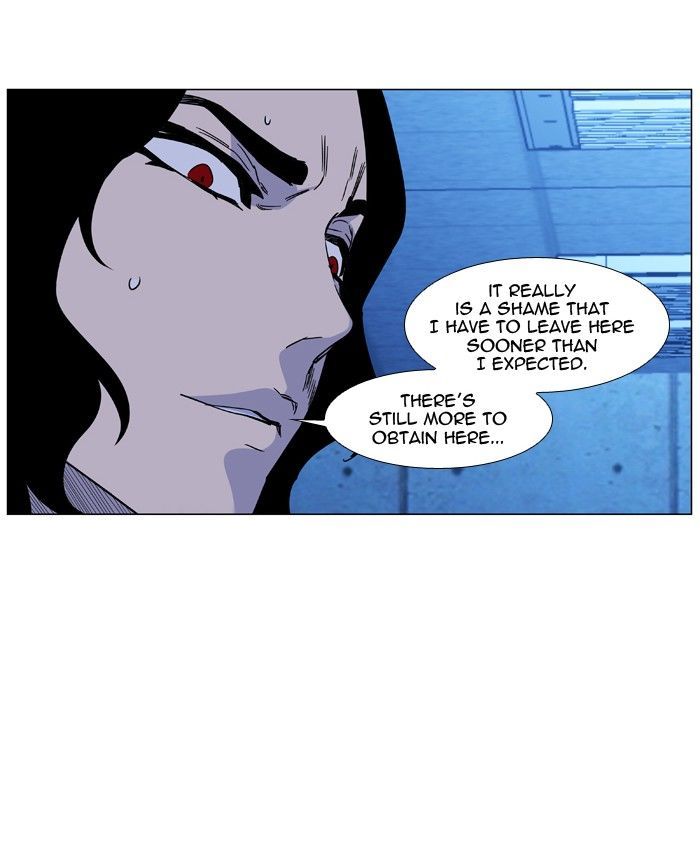 IT REALLY
IS A SHAME THAT
I HAVE TO LEAVE HERE
SOONER THAN
I EXPECTED.
THERE'S
STILL MORE TO
OBTAIN HERE...